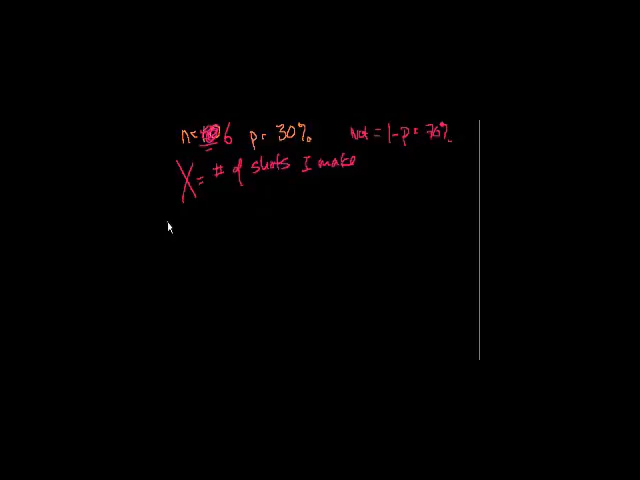 n = 6 p = 30% Not = 1-p = 70%
X = # of shots I make